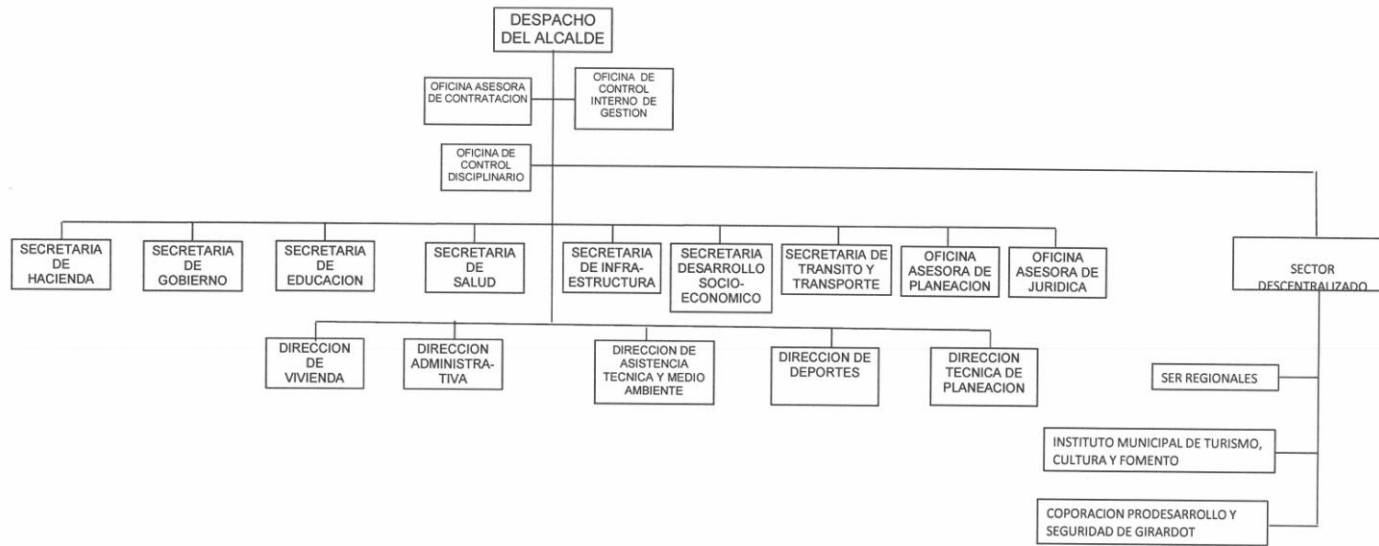 DESPACHO
DEL ALCALDE
OFICINA ASESORA
DE CONTRATACION
OFICINA DE
CONTROL
INTERNO DE
GESTION
OFICINA DE
CONTROL
DISCIPLINARIO
SECRETARIA
DE
HACIENDA
SECRETARIA
DE
GOBIERNO
SECRETARIA
DE
EDUCACION
SECRETARIA
DE
SALUD
SECRETARIA
DE INFRA-
ESTRUCTURA
SECRETARIA
DESARROLLO
SOCIO-
ECONOMICO
SECRETARIA DE
TRANSITO Y
TRANSPORTE
OFICINA
ASESORA DE
PLANEACION
OFICINA
ASESORA DE
JURIDICA
SECTOR
DESCENTRALIZADO
DIRECCION
DE
VIVIENDA
DIRECCION
ADMINISTRA-
TIVA
DIRECCION DE
ASISTENCIA
TECNICA Y MEDIO
AMBIENTE
DIRECCION DE
DEPORTES
DIRECCION
TECNICA DE
PLANEACION
SER REGIONALES
INSTITUTO MUNICIPAL DE TURISMO,
CULTURA Y FOMENTO
COPORACION PRODESARROLLO Y
SEGURIDAD DE GIRARDOT